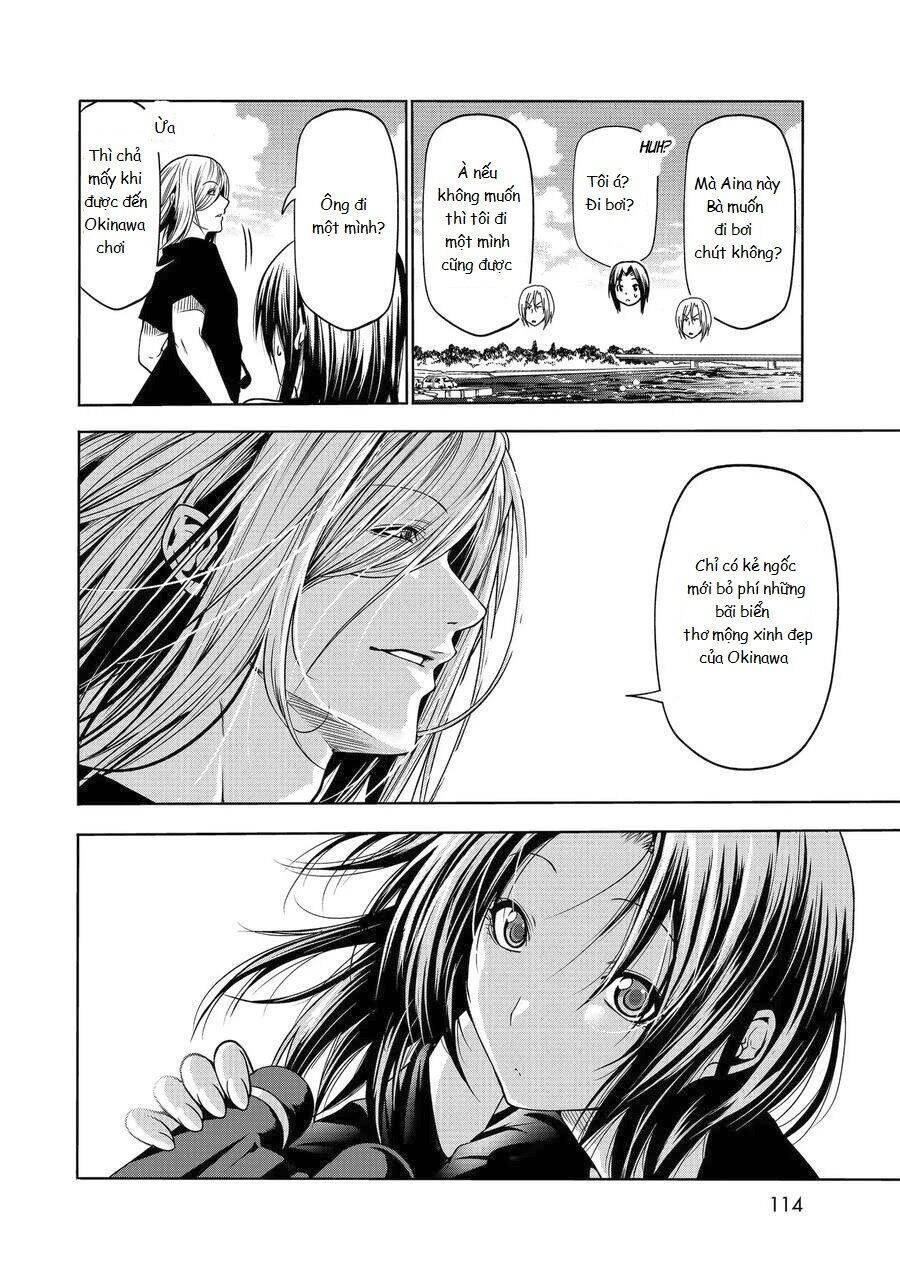 Mà Aina này
Bà muốn
đi bơi
chút không?
HUH?
Tôi á?
Đi bơi?
À nếu
không muốn
thì tôi đi
một mình
cũng được
Ông đi
một mình?
Ừa
Thì chả
mấy khi
được đến
Okinawa
chơi
Chỉ có kẻ ngốc
mới bỏ phí những
bãi biển
thơ mộng xinh đẹp
của Okinawa
114